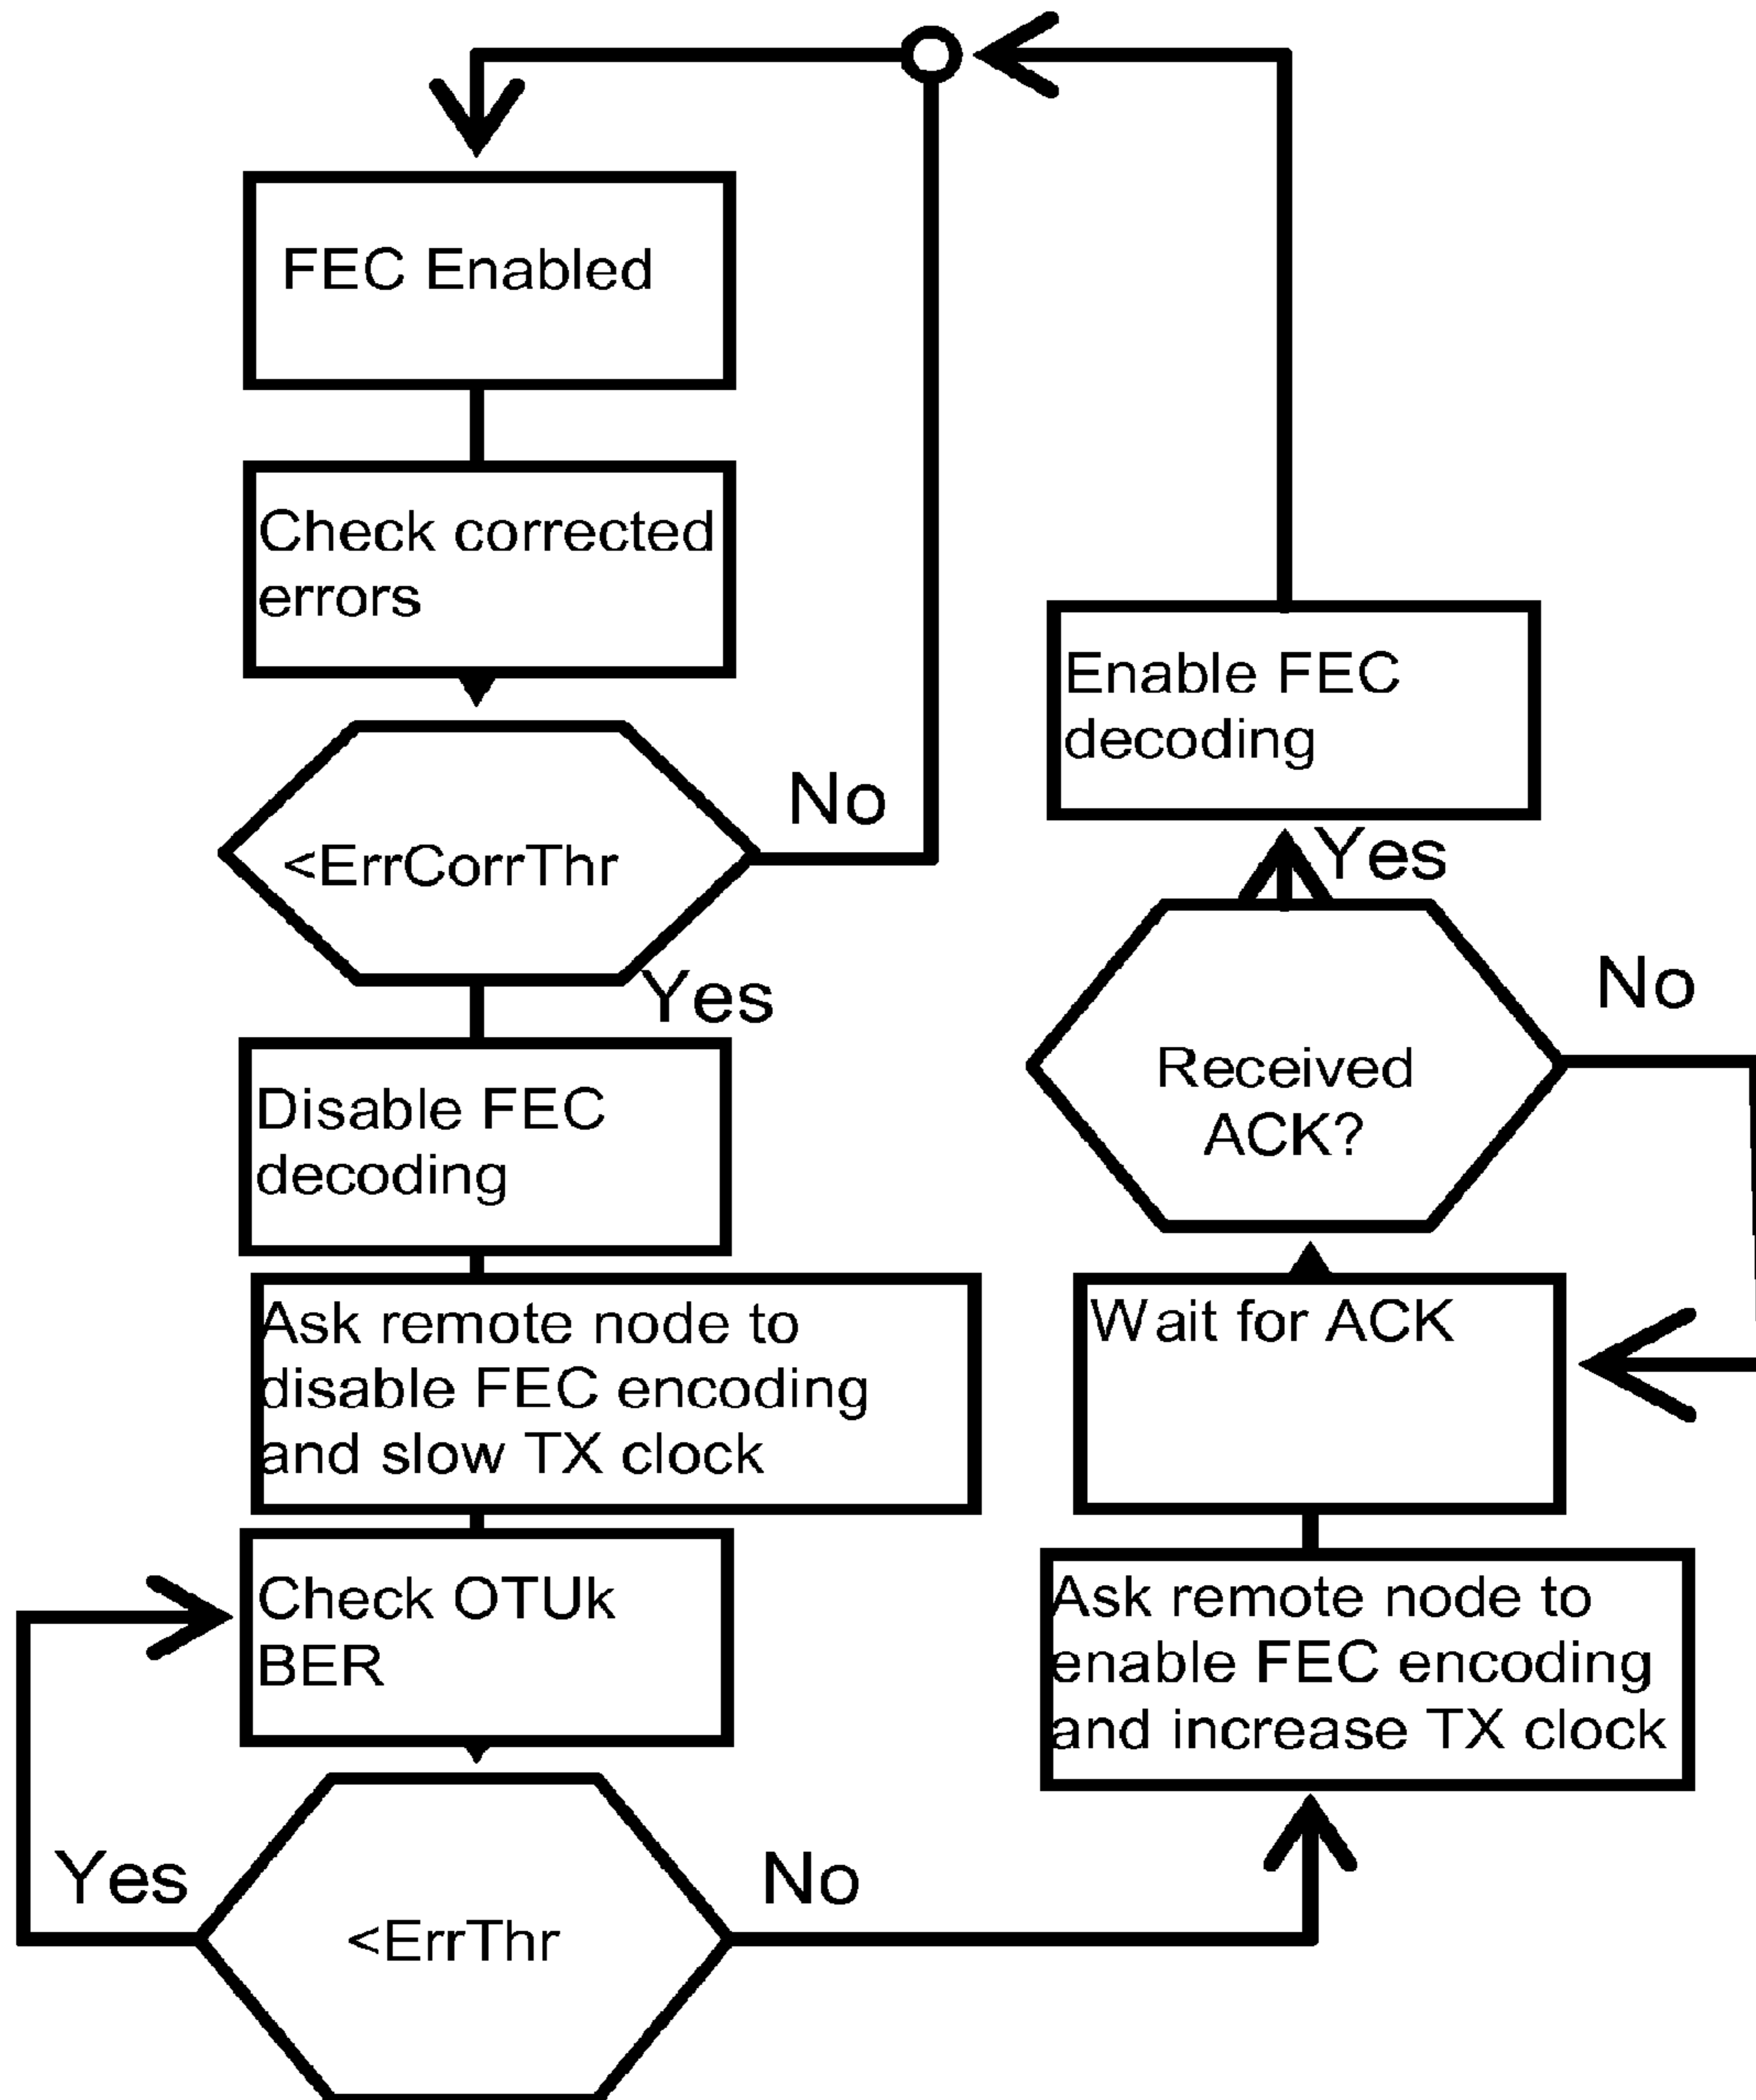 FEC Enabled
Check corrected
errors
<ErrCorrThr
No
Yes
Disable FEC
decoding
Ask remote node to
disable FEC encoding
and slow TX clock
Check OTUk
BER
<ErrThr
Yes
No
Ask remote node to
enable FEC encoding
and increase TX clock
Wait for ACK
Received
ACK?
No
Yes
Enable FEC
decoding